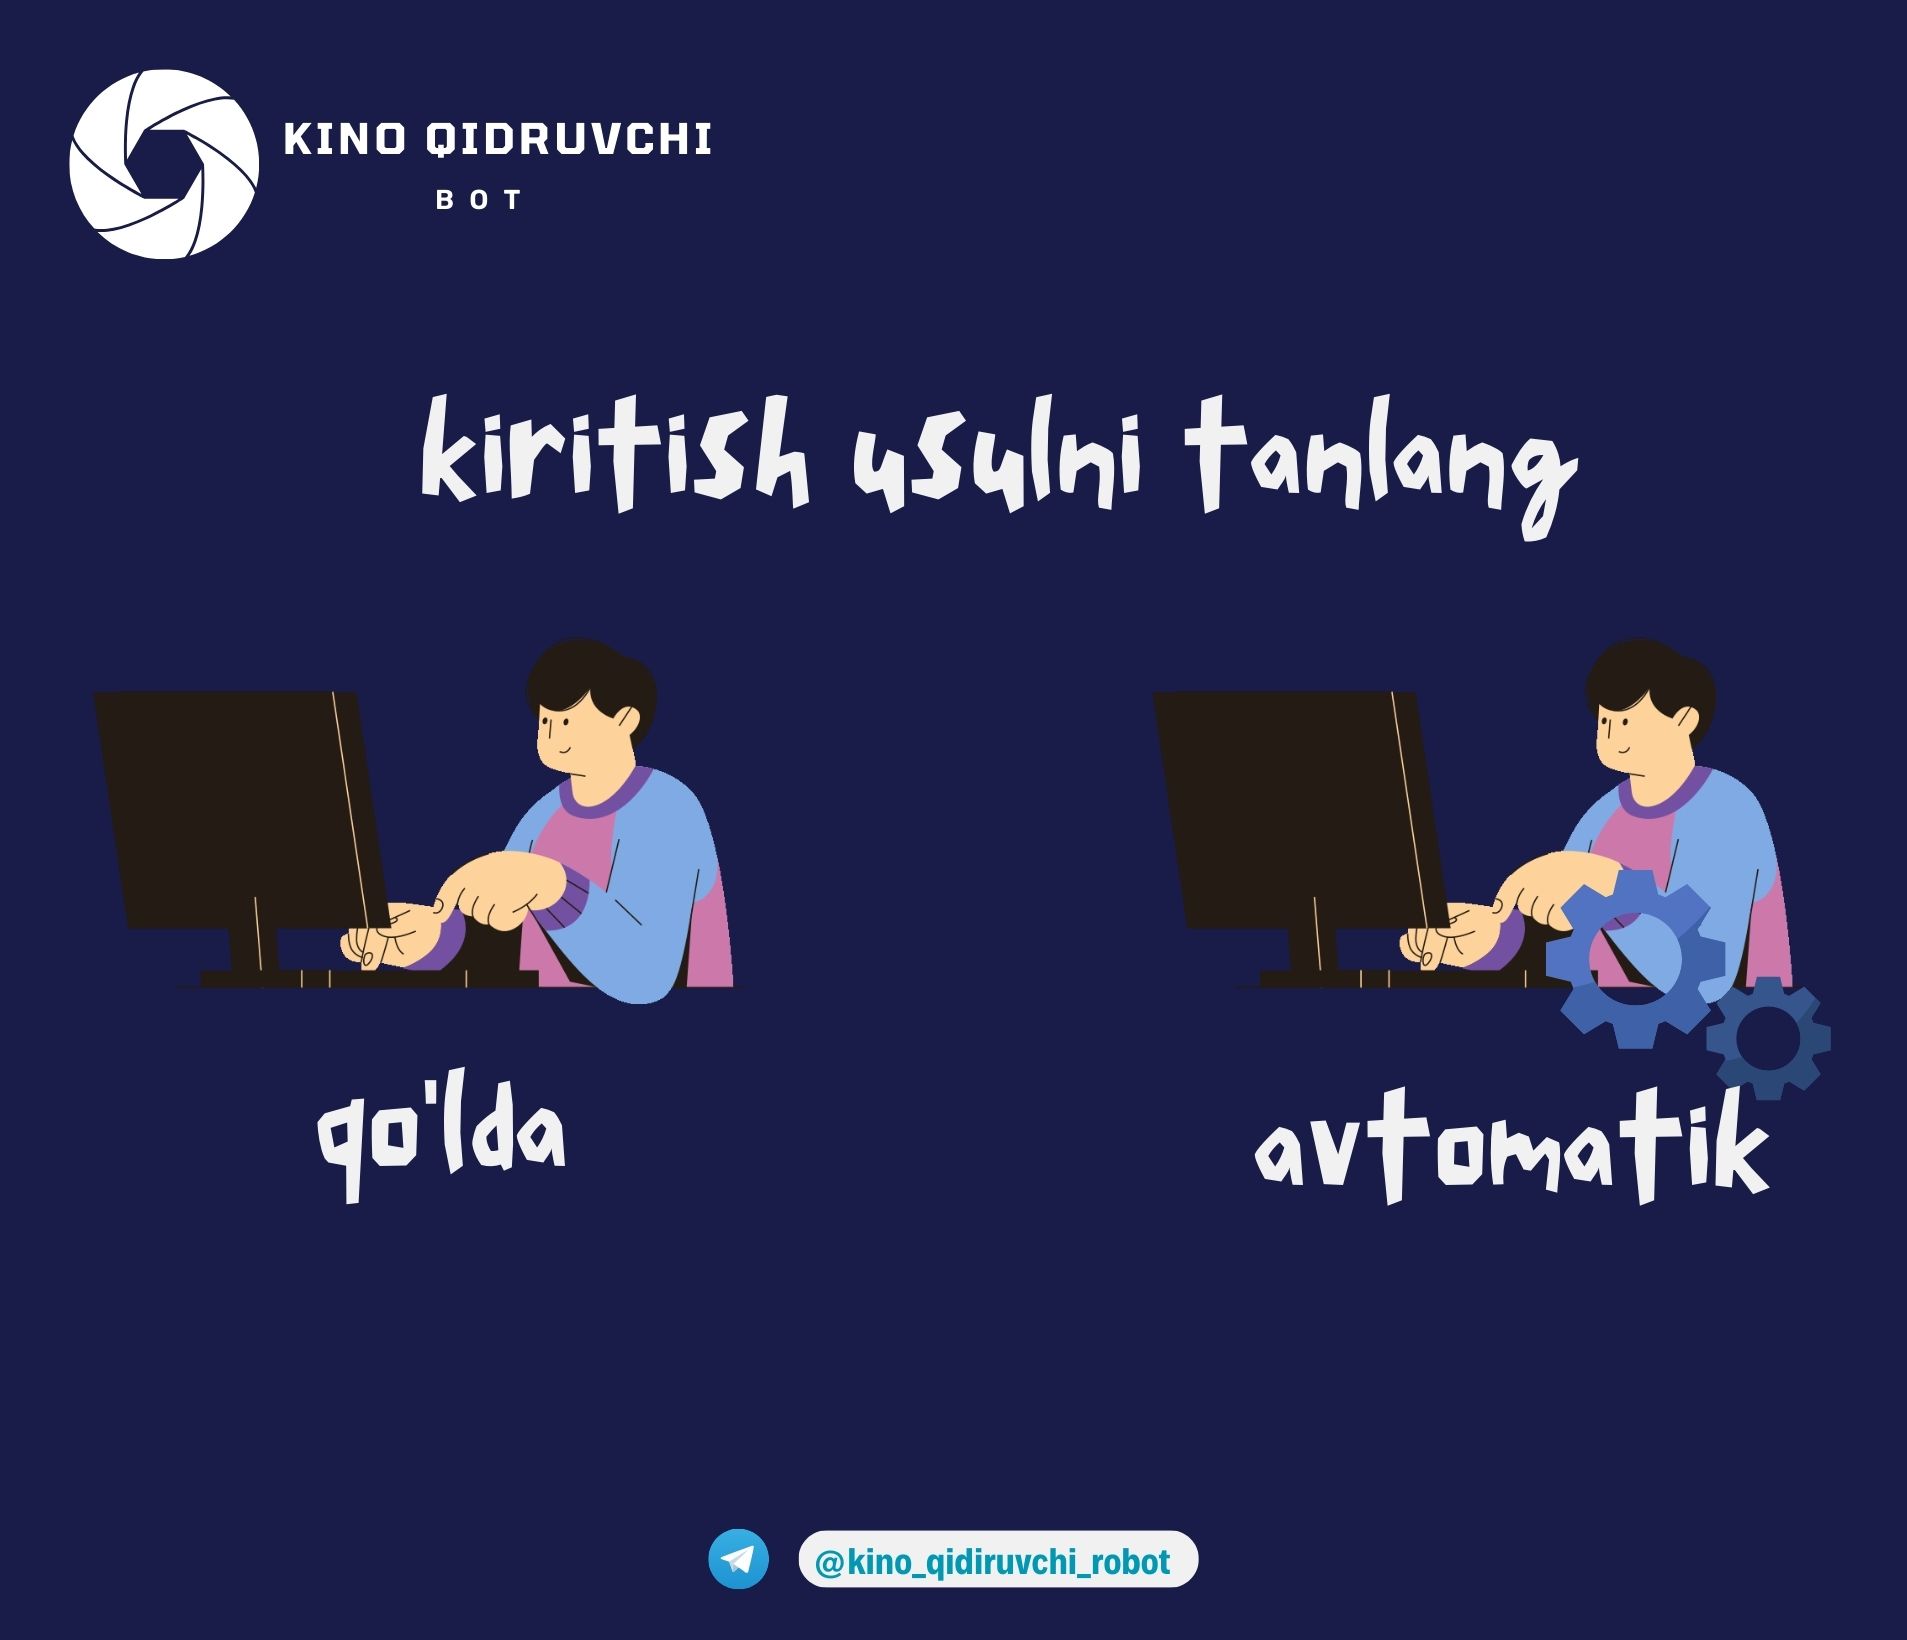 KINO QIDRUVCHI
BOT
kiritish usulni tanlang
qo'lda
avtomatik
@kino_qidiruvchi_robot